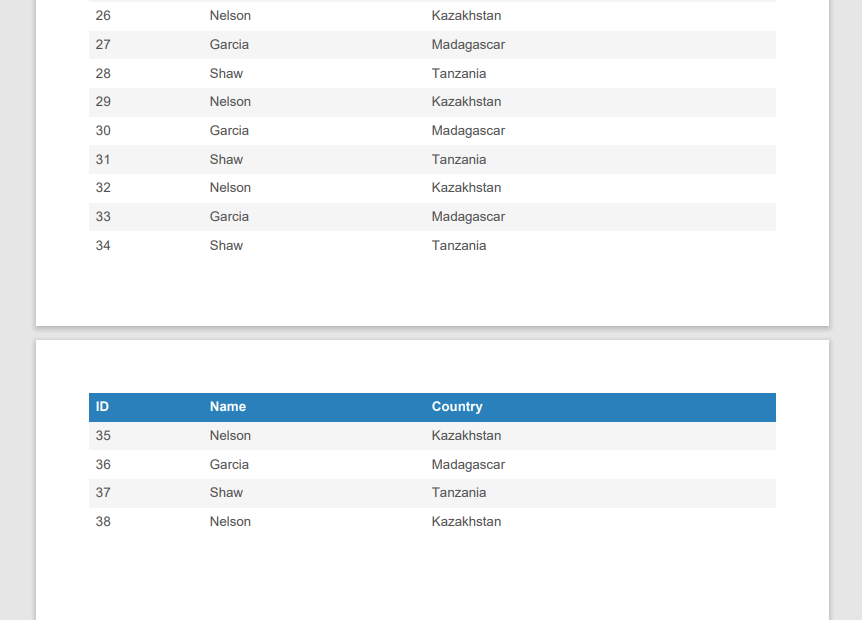 26 Nelson Kazakhstan
27 Garcia Madagascar
28 Shaw Tanzania
29 Nelson Kazakhstan
30 Garcia Madagascar
31 Shaw Tanzania
32 Nelson Kazakhstan
33 Garcia Madagascar
34 Shaw Tanzania
ID Name Country
35 Nelson Kazakhstan
36 Garcia Madagascar
37 Shaw Tanzania
38 Nelson Kazakhstan